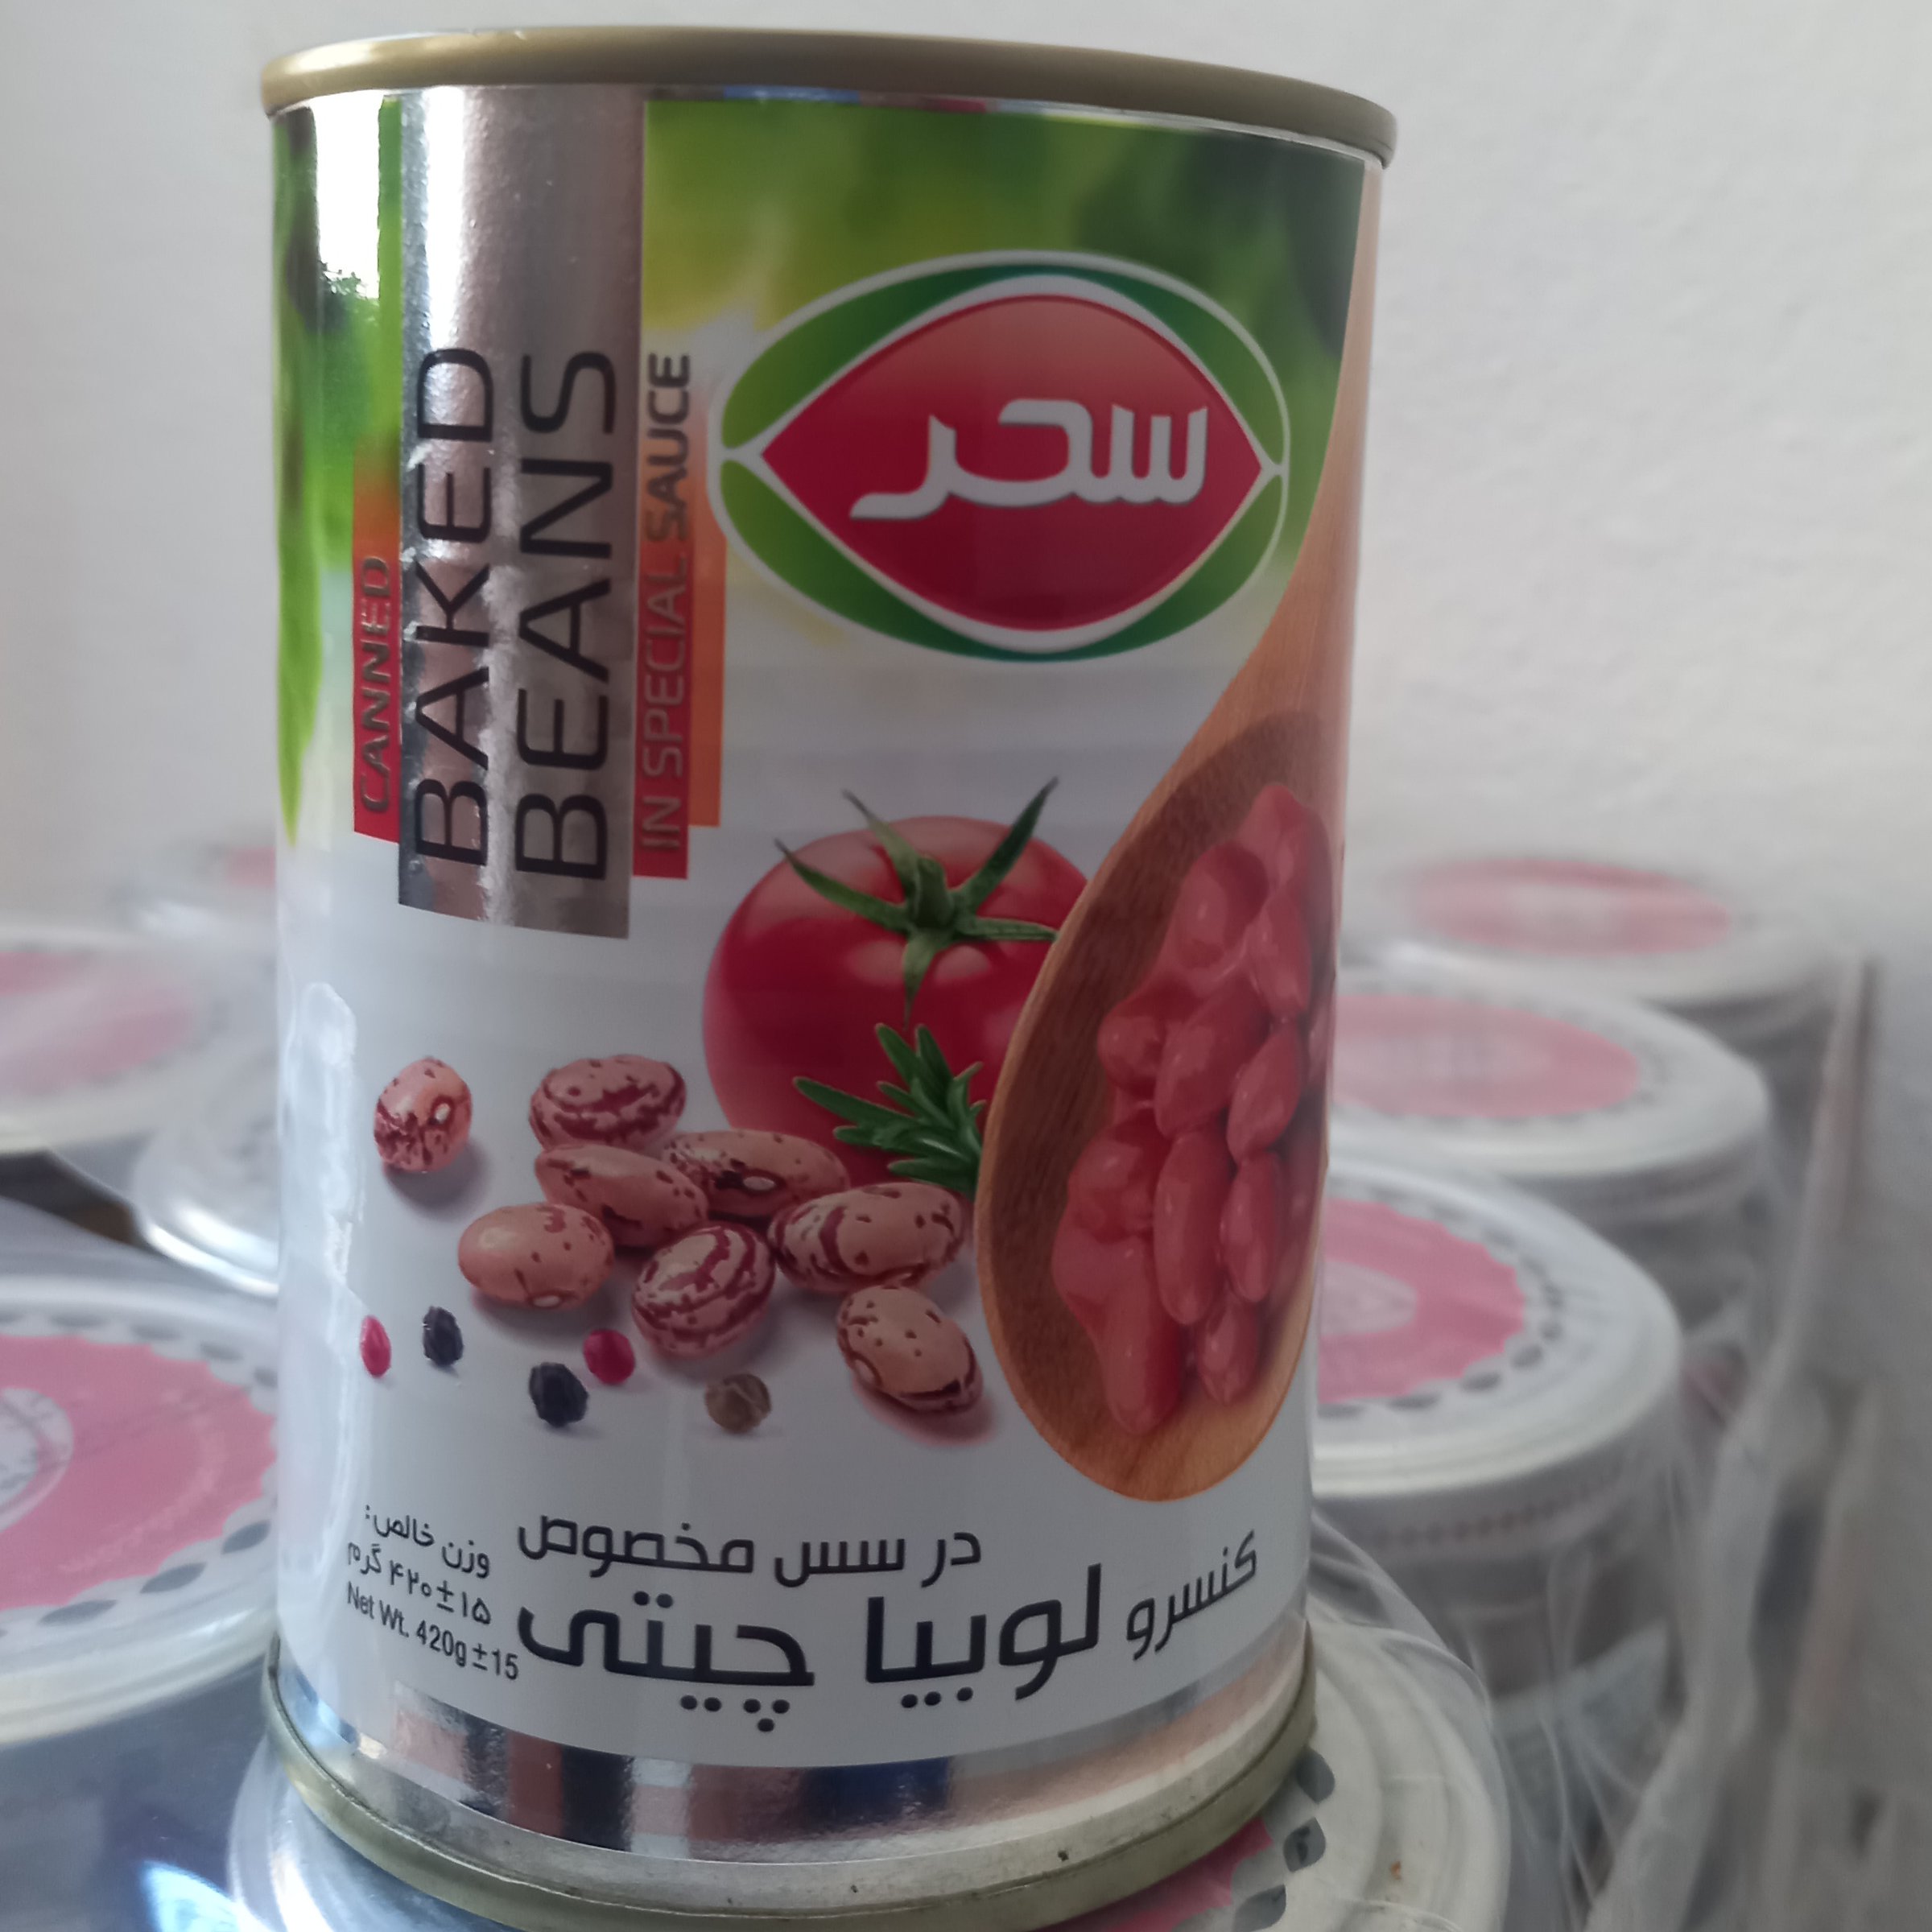 سحر
CANNED
BAKED
BEANS
IN SPECIAL SAUCE
در سس مخصوص
کنسرو لوبیا چیتی
وزن خالص:
۴۲۰±۱۵ گرم
Net Wt. 420g±15